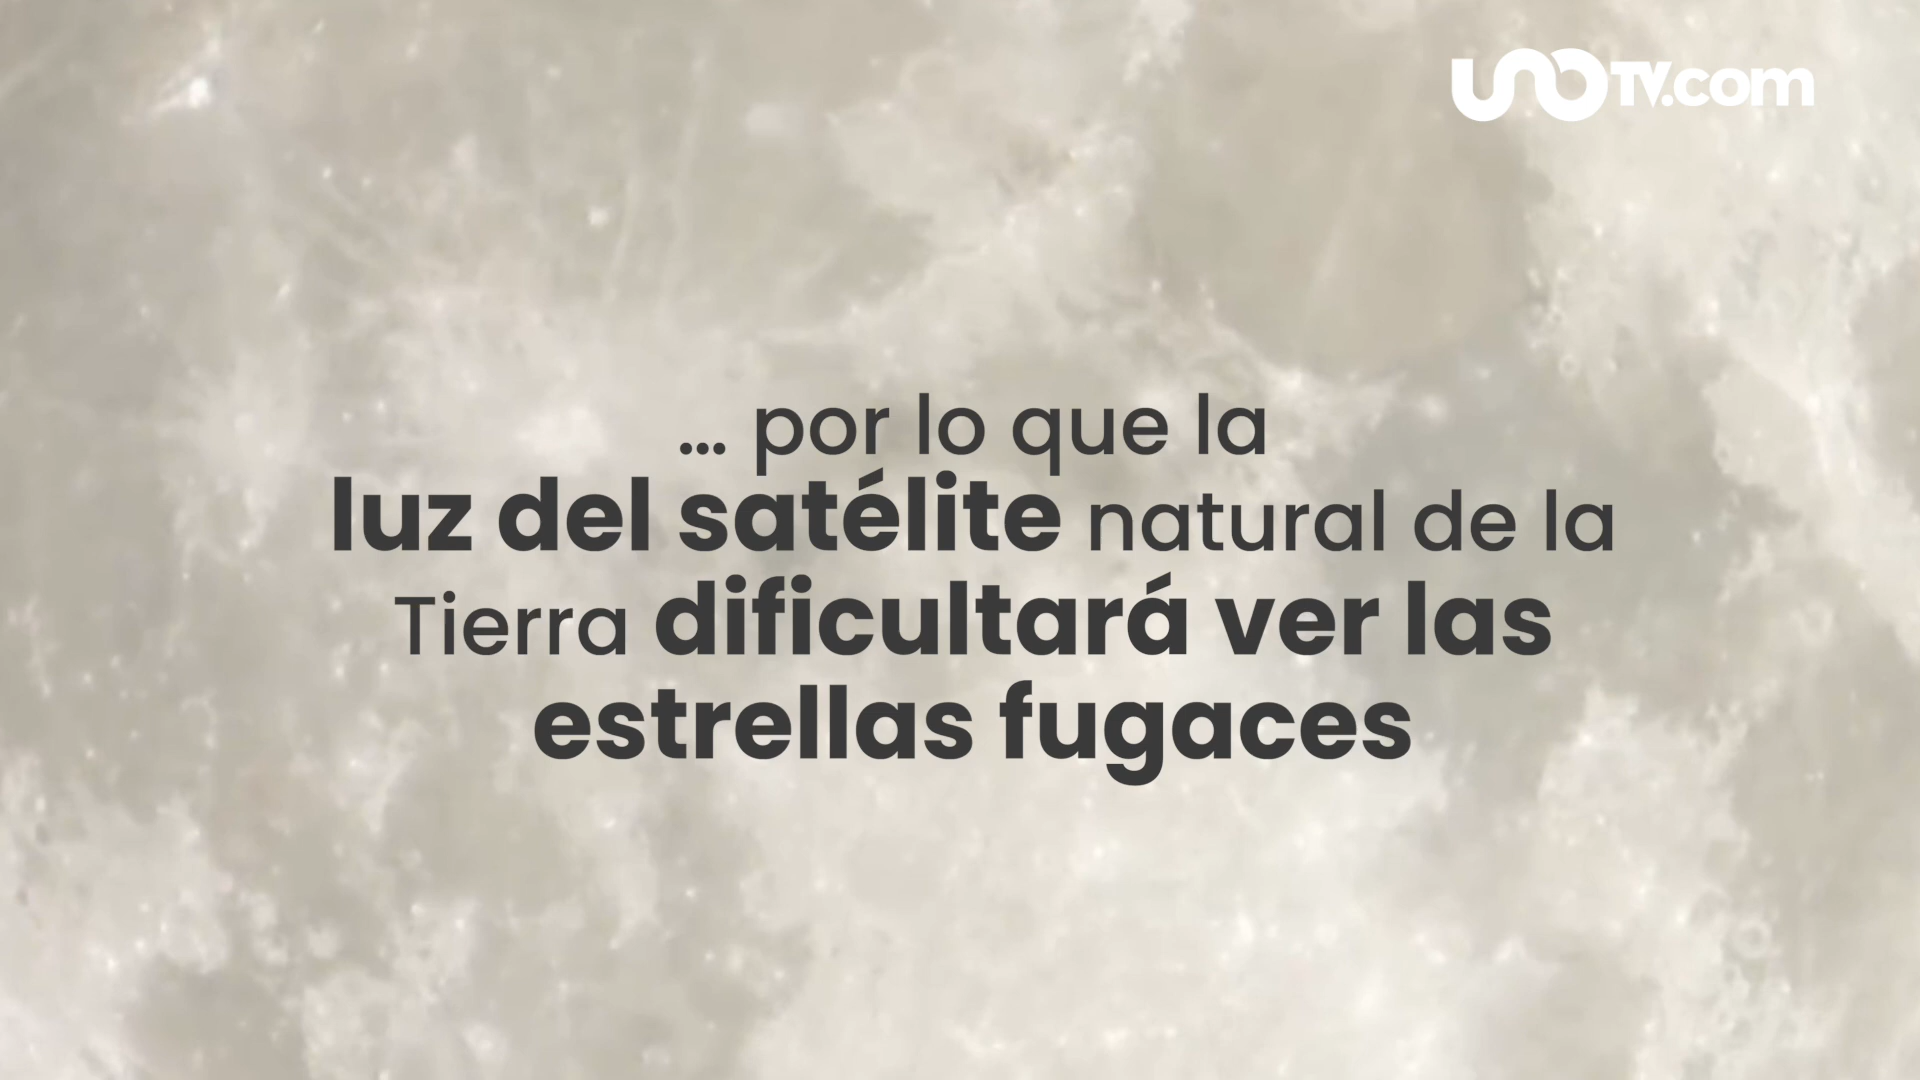 unoTV.com
... por lo que la
luz del satélite natural de la
Tierra dificultará ver las
estrellas fugaces